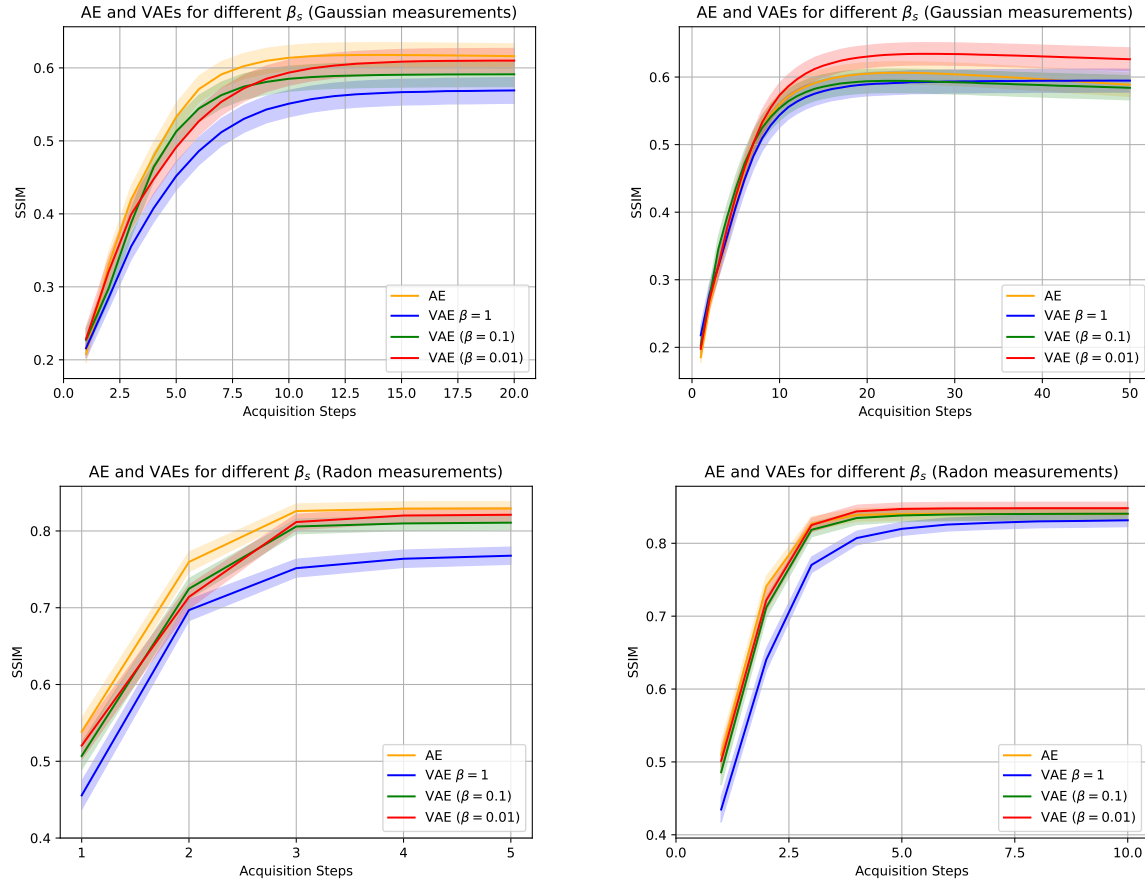 AE and VAEs for different βs (Gaussian measurements)
SSIM
0.6
0.5
0.4
0.3
0.2
0.0 2.5 5.0 7.5 10.0 12.5 15.0 17.5 20.0
Acquisition Steps
AE
VAE β = 1
VAE (β = 0.1)
VAE (β = 0.01)
AE and VAEs for different βs (Gaussian measurements)
SSIM
0.6
0.5
0.4
0.3
0.2
0 10 20 30 40 50
Acquisition Steps
AE
VAE β = 1
VAE (β = 0.1)
VAE (β = 0.01)
AE and VAEs for different βs (Radon measurements)
SSIM
0.8
0.7
0.6
0.5
0.4
1 2 3 4 5
Acquisition Steps
AE
VAE β = 1
VAE (β = 0.1)
VAE (β = 0.01)
AE and VAEs for different βs (Radon measurements)
SSIM
0.8
0.7
0.6
0.5
0.4
0.0 2.5 5.0 7.5 10.0
Acquisition Steps
AE
VAE β = 1
VAE (β = 0.1)
VAE (β = 0.01)